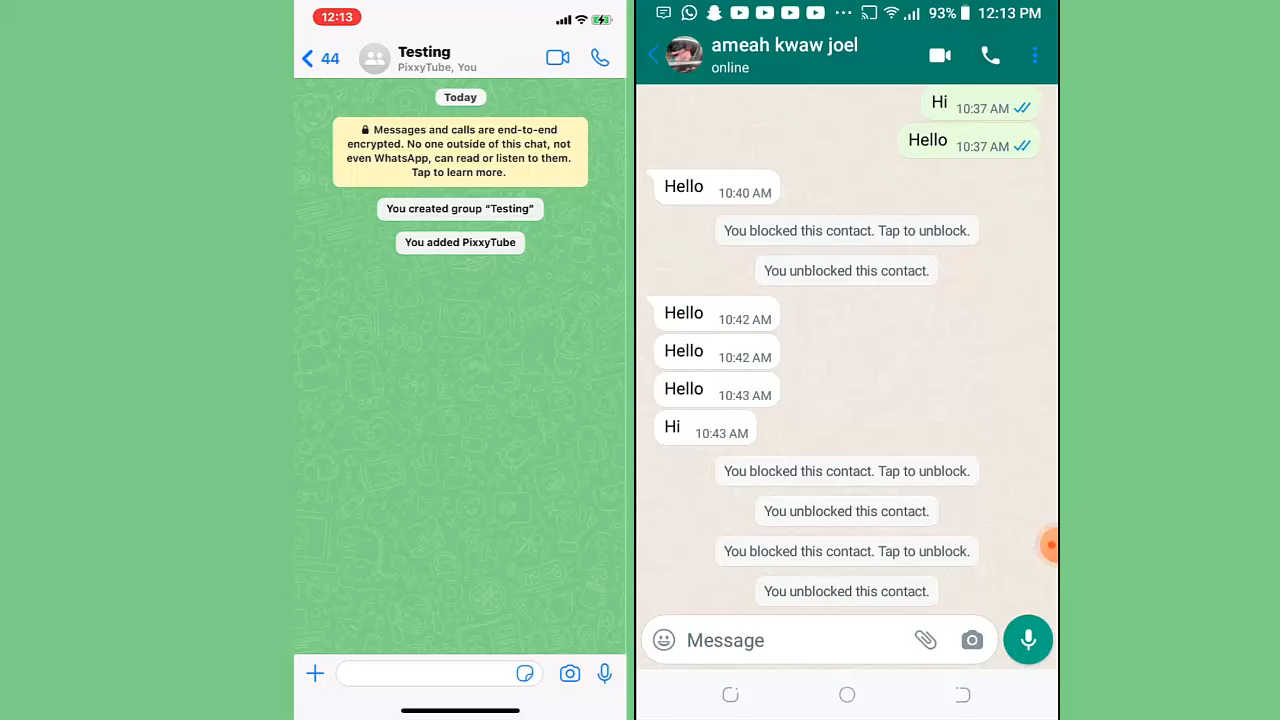 12:13
44
Testing
PixxyTube, You
Today
Messages and calls are end-to-end
encrypted. No one outside of this chat, not
even WhatsApp, can read or listen to them.
Tap to learn more.
You created group “Testing”
You added PixxyTube
93% 12:13 PM
ameah kwaw joel
online
Hi 10:37 AM
Hello 10:37 AM
Hello 10:40 AM
You blocked this contact. Tap to unblock.
You unblocked this contact.
Hello 10:42 AM
Hello 10:42 AM
Hello 10:43 AM
Hi 10:43 AM
You blocked this contact. Tap to unblock.
You unblocked this contact.
You blocked this contact. Tap to unblock.
You unblocked this contact.
Message